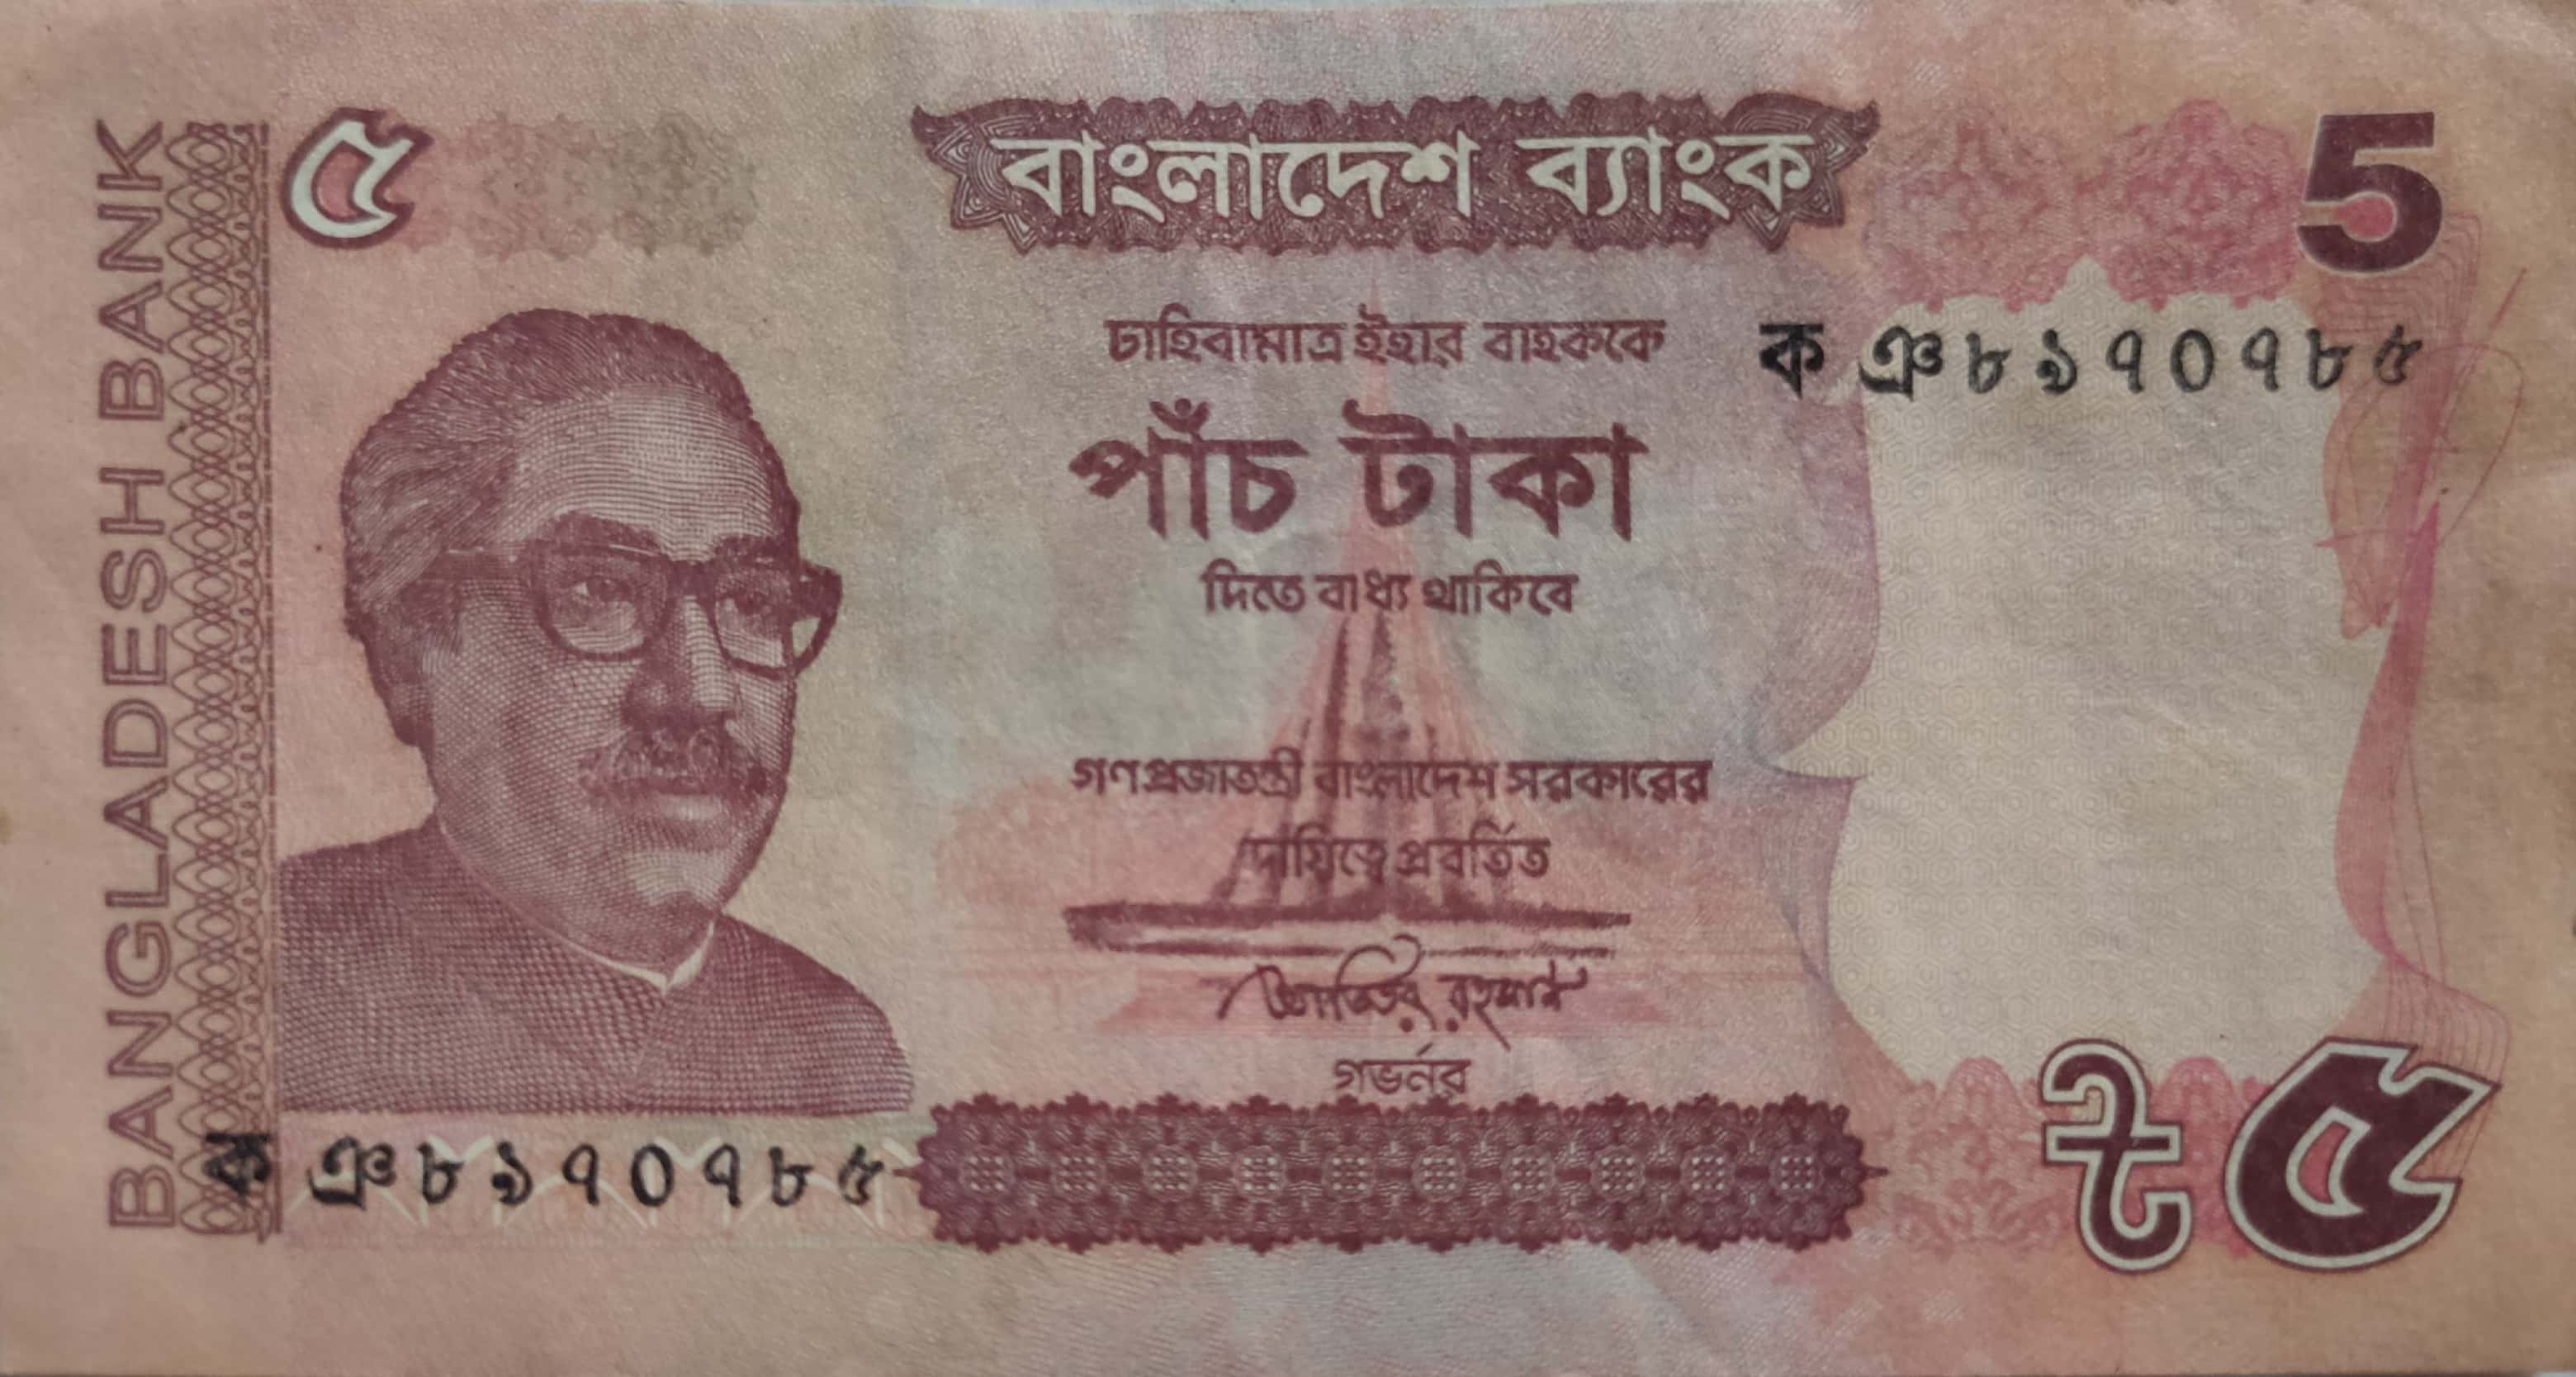 BANGLADESH BANK
৫
বাংলাদেশ ব্যাংক
5
চাহিবামাত্র ইহার বাহককে
ক ঞ ৮৯৭০৭৮৫
পাঁচ টাকা
দিতে বাধ্য থাকিবে
গণপ্রজাতন্ত্রী বাংলাদেশ সরকারের
দায়িত্বে প্রবর্তিত
আতিউর রহমান
গভর্নর
ক ঞ ৮৯৭০৭৮৫
৳ ৫